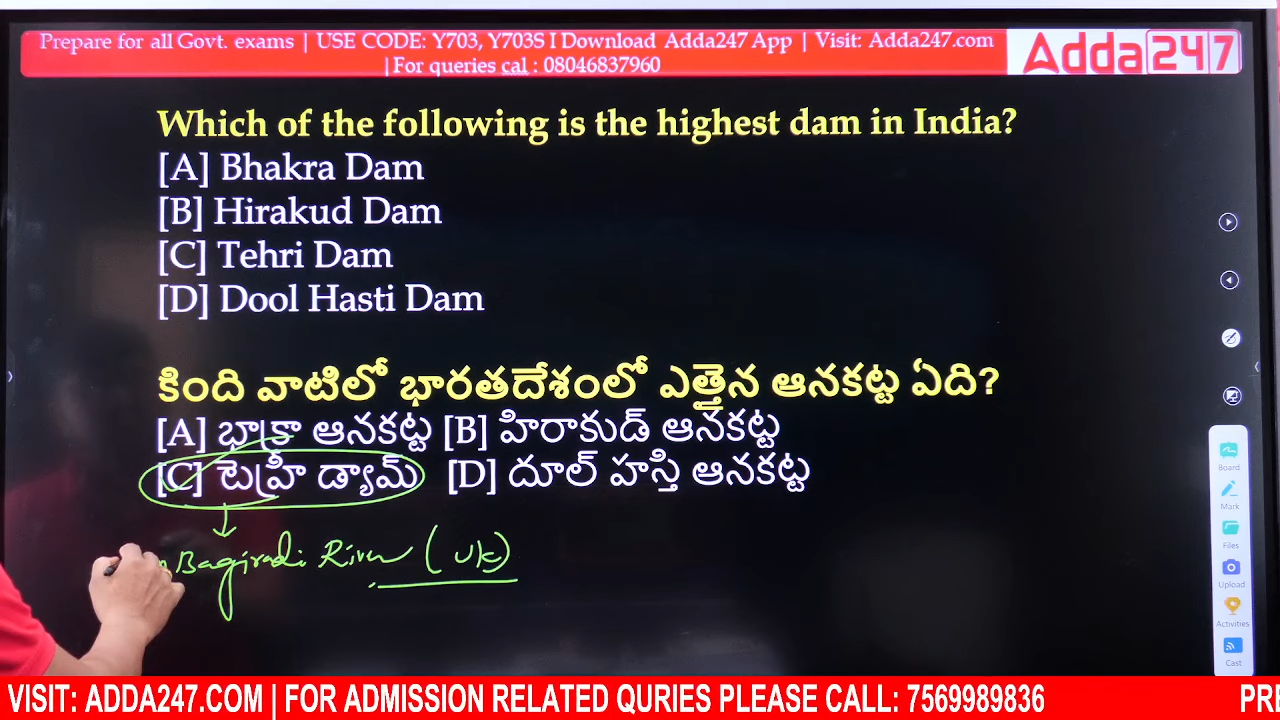 Prepare for all Govt. exams | USE CODE: Y703, Y703S I Download Adda247 App | Visit: Adda247.com
|For queries cal : 08046837960
Adda247
Which of the following is the highest dam in India?
[A] Bhakra Dam
[B] Hirakud Dam
[C] Tehri Dam
[D] Dool Hasti Dam
కింది వాటిలో భారతదేశంలో ఎత్తైన ఆనకట్ట ఏది?
[A] భాక్రా ఆనకట్ట [B] హిరాకుడ్ ఆనకట్ట
[C] టెహ్రీ డ్యామ్ [D] దూల్ హస్తి ఆనకట్ట
Bagiradi River (UK)
Board
Mark
Files
Upload
Activities
Cast
VISIT: ADDA247.COM | FOR ADMISSION RELATED QURIES PLEASE CALL: 7569989836 PRE